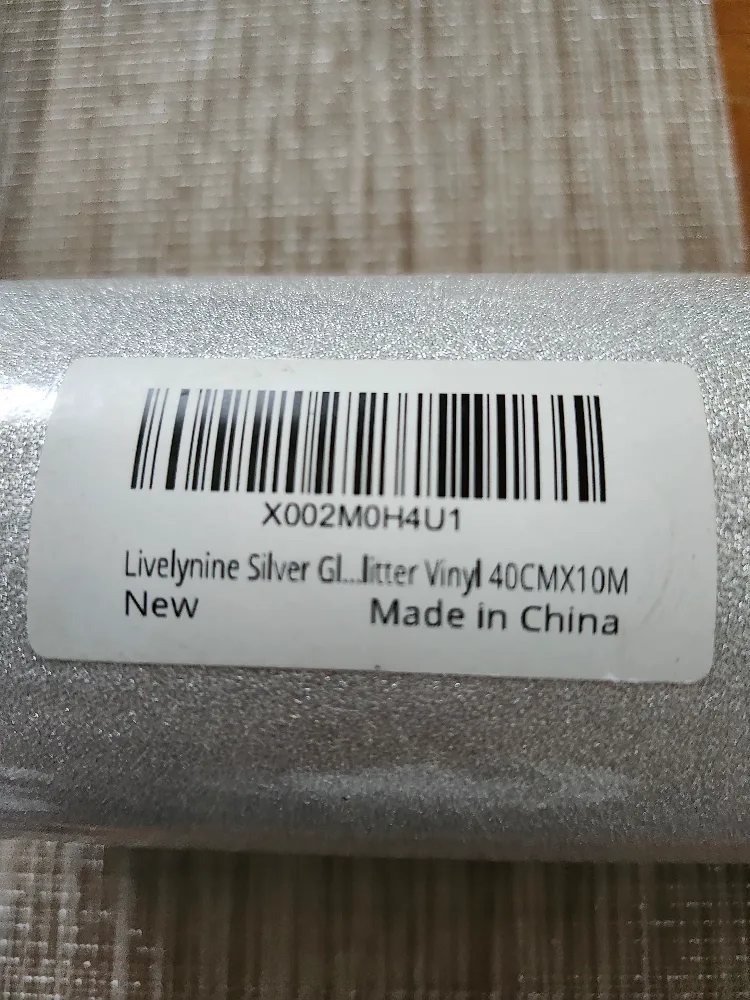 X002M0H4U1
Livelynine Silver Gl...litter Vinyl 40CMX10M
New Made in China